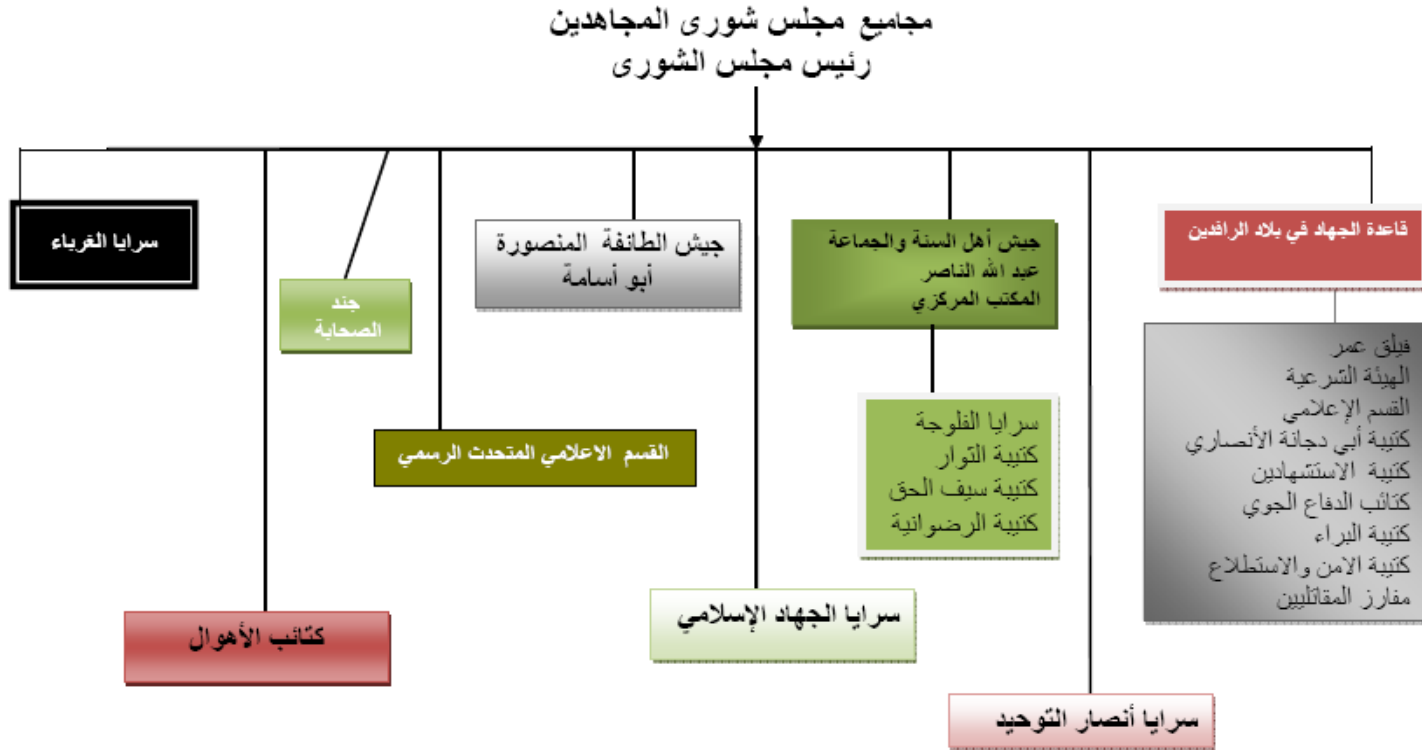 مجاميع مجلس شورى المجاهدين
رئيس مجلس الشورى
قاعدة الجهاد في بلاد الرافدين
فيلق عمر
الهيئة الشرعية
القسم الإعلامي
كتيبة أبي دجانة الأنصاري
كتيبة الاستشهادين
كتائب الدفاع الجوي
كتيبة البراء
كتيبة الامن والاستطلاع
مفارز المقاتليين
سرايا أنصار التوحيد
جيش أهل السنة والجماعة
عبد الله الناصر
المكتب المركزي
سرايا الفلوجة
كتيبة الثوار
كتيبة سيف الحق
كتيبة الرضوانية
سرايا الجهاد الإسلامي
جيش الطائفة المنصورة
أبو أسامة
القسم الاعلامي المتحدث الرسمي
جند
الصحابة
كتائب الأهوال
سرايا الغرباء